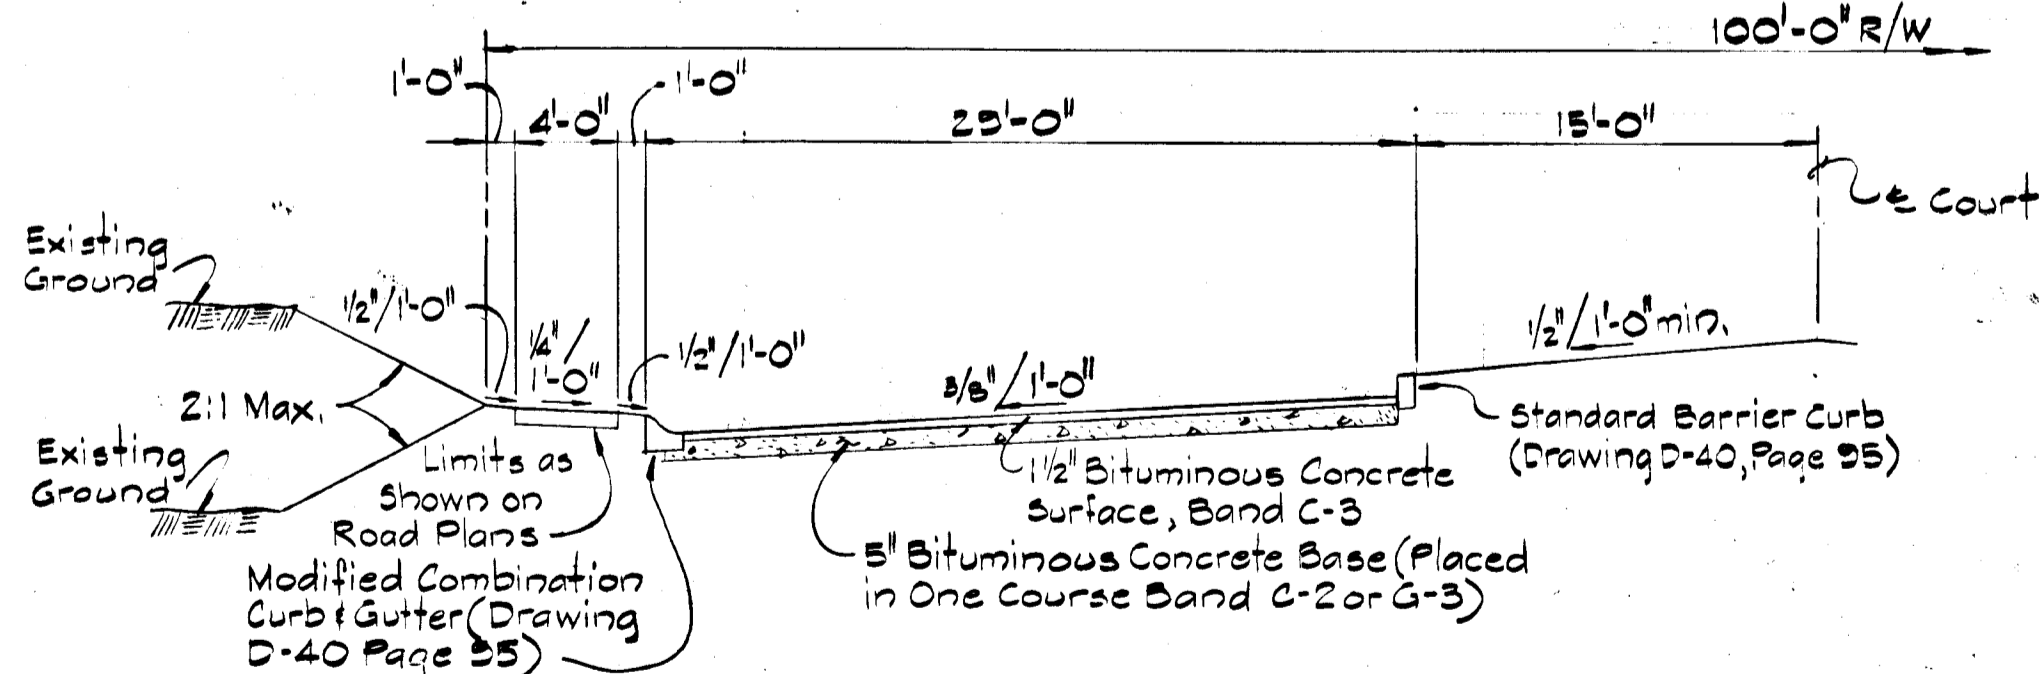 100'-0" R/W
1'-0"
4'-0"
1'-0"
29'-0"
15'-0"
℄ Court
Existing
Ground
1/2"/1'-0"
1/4"/
1'-0"
1/2"/1'-0"
3/8"/1'-0"
1/2"/1'-0" min.
2:1 Max.
Existing
Ground
Limits as
Shown on
Road Plans
Standard Barrier Curb
(Drawing D-40, Page 95)
1 1/2" Bituminous Concrete
Surface, Band C-3
5" Bituminous Concrete Base (Placed
in One Course Band C-2 or G-3)
Modified Combination
Curb & Gutter (Drawing
D-40 Page 95)